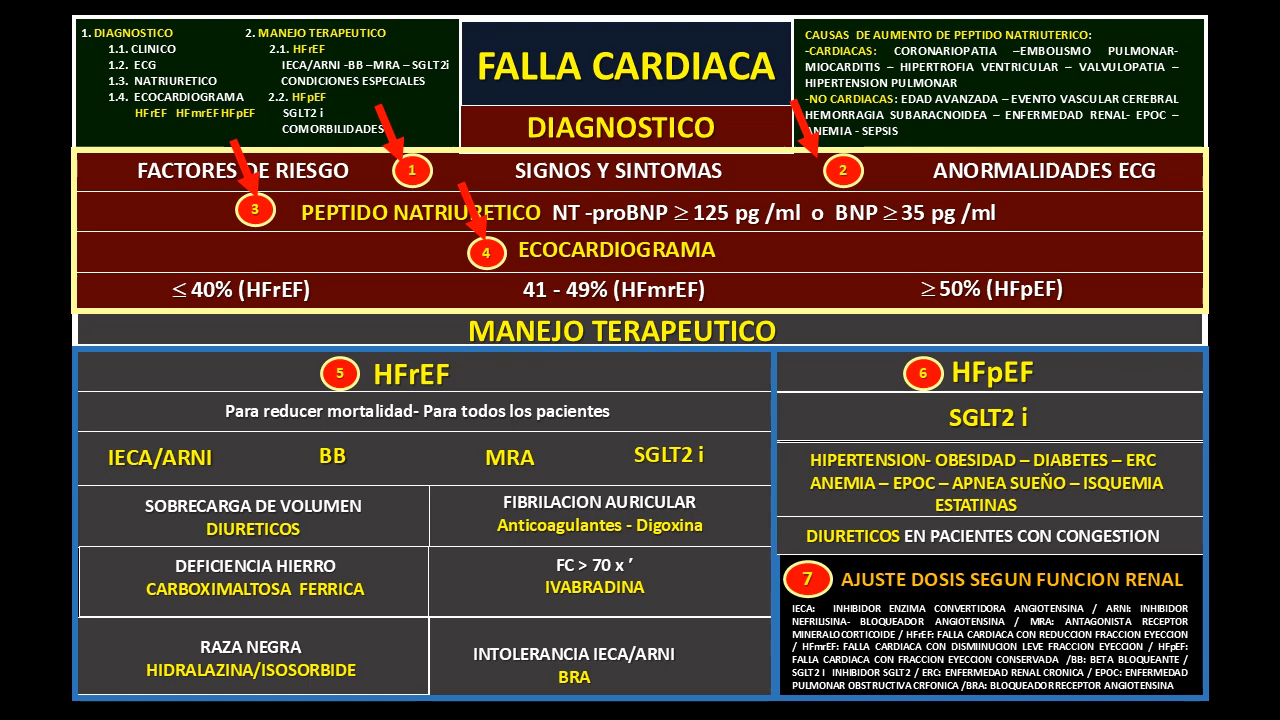 1. DIAGNOSTICO
1.1. CLINICO
1.2. ECG
1.3. NATRIURETICO
1.4. ECOCARDIOGRAMA
HFrEF HFmrEF HFpEF
2. MANEJO TERAPEUTICO
2.1. HFrEF
IECA/ARNI -BB –MRA – SGLT2i
CONDICIONES ESPECIALES
2.2. HFpEF
SGLT2 i
COMORBILIDADES
FALLA CARDIACA
DIAGNOSTICO
CAUSAS DE AUMENTO DE PEPTIDO NATRIUTERICO:
-CARDIACAS: CORONARIOPATIA –EMBOLISMO PULMONAR-
MIOCARDITIS – HIPERTROFIA VENTRICULAR – VALVULOPATIA –
HIPERTENSION PULMONAR
-NO CARDIACAS: EDAD AVANZADA – EVENTO VASCULAR CEREBRAL
HEMORRAGIA SUBARACNOIDEA – ENFERMEDAD RENAL- EPOC –
ANEMIA - SEPSIS
FACTORES DE RIESGO 1 SIGNOS Y SINTOMAS 2 ANORMALIDADES ECG
3 PEPTIDO NATRIURETICO NT -proBNP ≥ 125 pg /ml o BNP ≥ 35 pg /ml
4 ECOCARDIOGRAMA
≤ 40% (HFrEF) 41 - 49% (HFmrEF) ≥ 50% (HFpEF)
MANEJO TERAPEUTICO
5 HFrEF
Para reducer mortalidad- Para todos los pacientes
IECA/ARNI BB MRA SGLT2 i
SOBRECARGA DE VOLUMEN
DIURETICOS
FIBRILACION AURICULAR
Anticoagulantes - Digoxina
DEFICIENCIA HIERRO
CARBOXIMALTOSA FERRICA
FC > 70 x ’
IVABRADINA
RAZA NEGRA
HIDRALAZINA/ISOSORBIDE
INTOLERANCIA IECA/ARNI
BRA
6 HFpEF
SGLT2 i
HIPERTENSION- OBESIDAD – DIABETES – ERC
ANEMIA – EPOC – APNEA SUEÑO – ISQUEMIA
ESTATINAS
DIURETICOS EN PACIENTES CON CONGESTION
7 AJUSTE DOSIS SEGUN FUNCION RENAL
IECA: INHIBIDOR ENZIMA CONVERTIDORA ANGIOTENSINA / ARNI: INHIBIDOR
NEFRILISINA- BLOQUEADOR ANGIOTENSINA / MRA: ANTAGONISTA RECEPTOR
MINERALOCORTICOIDE / HFrEF: FALLA CARDIACA CON REDUCCION FRACCION EYECCION
/ HFmrEF: FALLA CARDIACA CON DISMIINUCION LEVE FRACCION EYECCION / HFpEF:
FALLA CARDIACA CON FRACCION EYECCION CONSERVADA /BB: BETA BLOQUEANTE /
SGLT2 I INHIBIDOR SGLT2 / ERC: ENFERMEDAD RENAL CRONICA / EPOC: ENFERMEDAD
PULMONAR OBSTRUCTIVA CRFONICA /BRA: BLOQUEADOR RECEPTOR ANGIOTENSINA